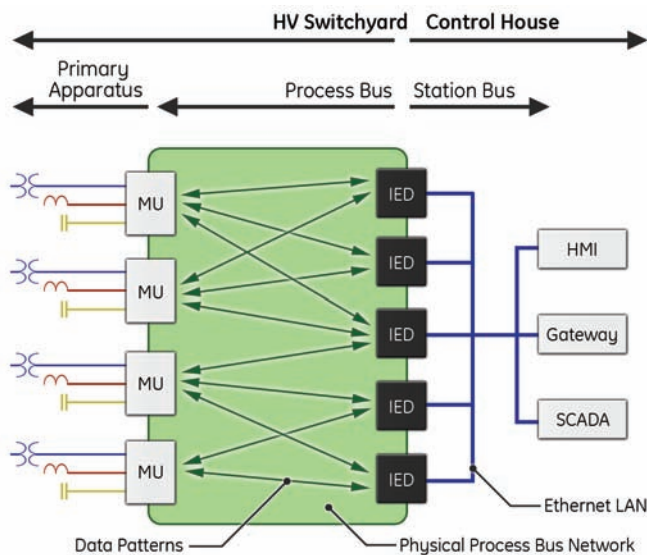 HV Switchyard Control House
Primary
Apparatus
Process Bus Station Bus
MU
IED
IED
MU
HMI
IED
Gateway
MU
IED
SCADA
MU
IED
Ethernet LAN
Data Patterns
Physical Process Bus Network